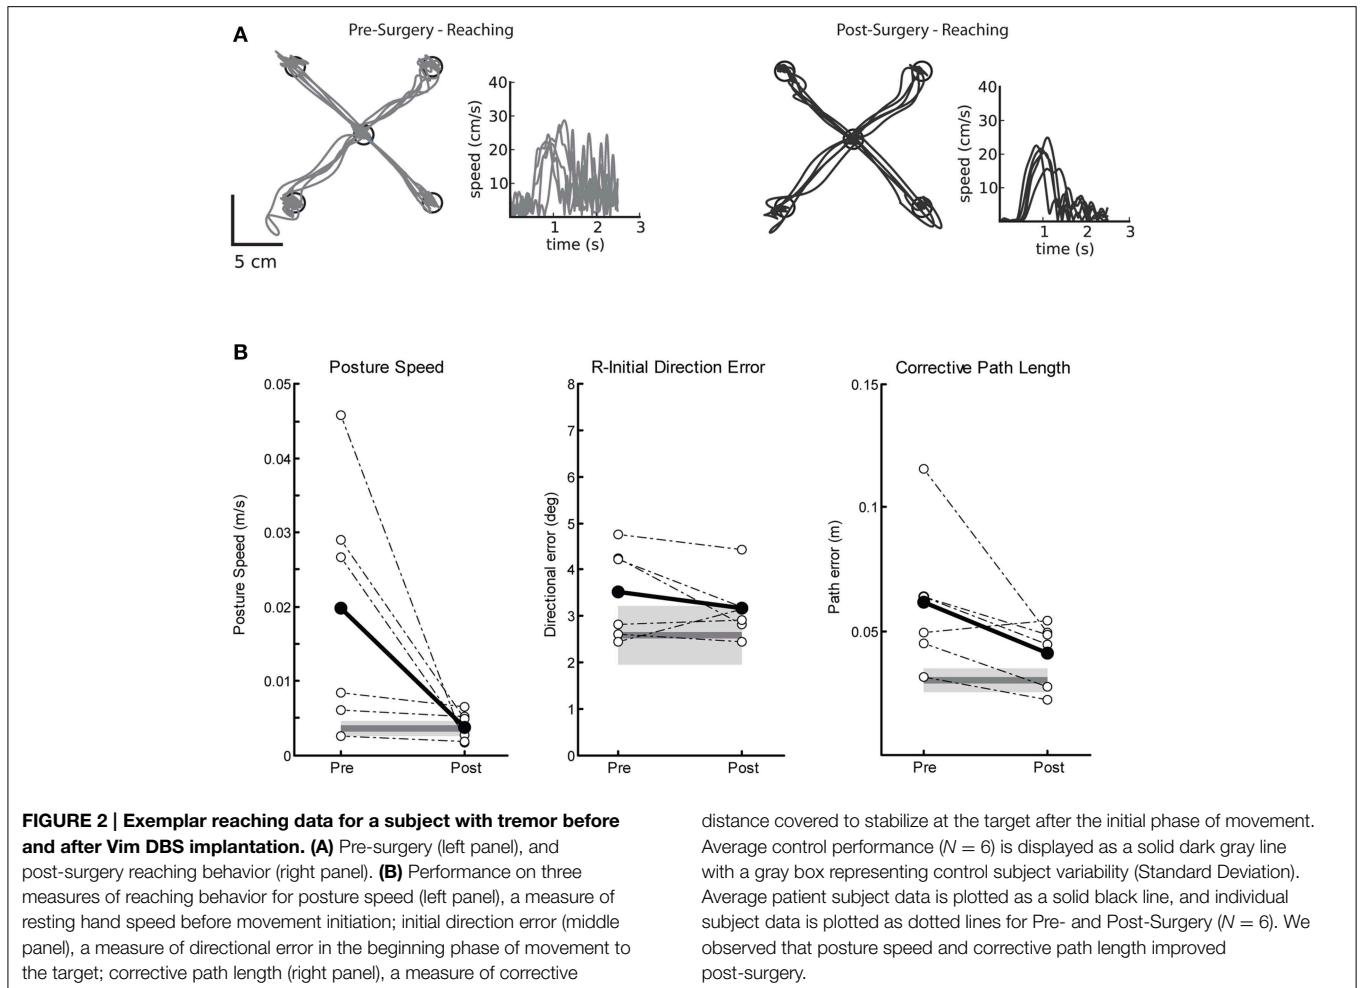 A
Pre-Surgery - Reaching
Post-Surgery - Reaching
40
30
20
10
speed (cm/s)
1
2
3
time (s)
5 cm
40
30
20
10
speed (cm/s)
1
2
3
time (s)
B
Posture Speed
0.05
0.04
0.03
0.02
0.01
0
Posture Speed (m/s)
Pre
Post
R-Initial Direction Error
8
7
6
5
4
3
2
1
0
Directional error (deg)
Pre
Post
Corrective Path Length
0.15
0.1
0.05
Path error (m)
Pre
Post
FIGURE 2 | Exemplar reaching data for a subject with tremor before
and after Vim DBS implantation. (A) Pre-surgery (left panel), and
post-surgery reaching behavior (right panel). (B) Performance on three
measures of reaching behavior for posture speed (left panel), a measure of
resting hand speed before movement initiation; initial direction error (middle
panel), a measure of directional error in the beginning phase of movement to
the target; corrective path length (right panel), a measure of corrective
distance covered to stabilize at the target after the initial phase of movement.
Average control performance (N = 6) is displayed as a solid dark gray line
with a gray box representing control subject variability (Standard Deviation).
Average patient subject data is plotted as a solid black line, and individual
subject data is plotted as dotted lines for Pre- and Post-Surgery (N = 6). We
observed that posture speed and corrective path length improved
post-surgery.